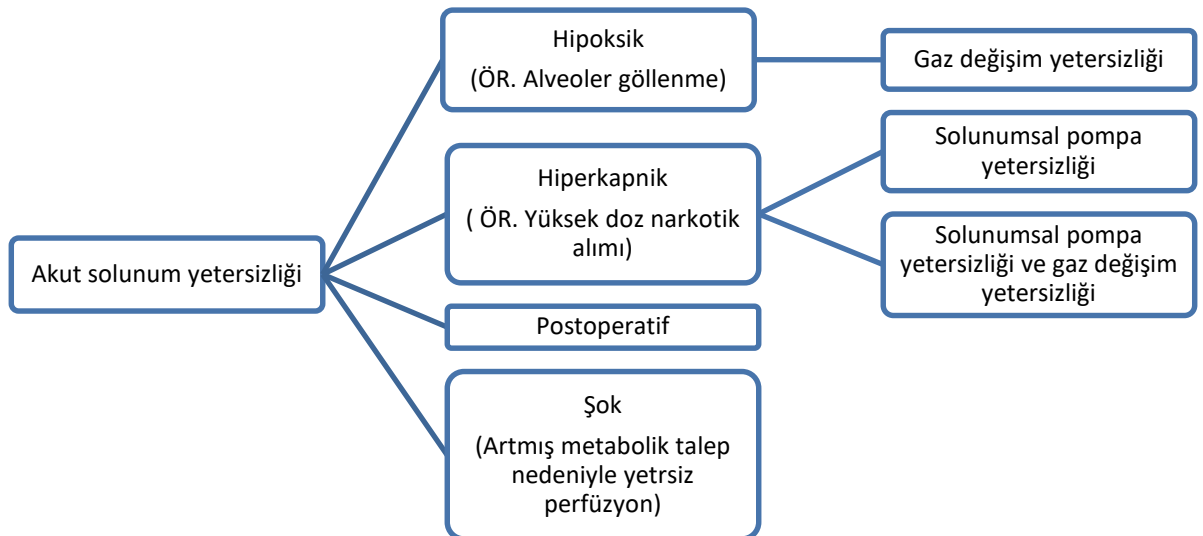 Akut solunum yetersizliği
Hipoksik
(ÖR. Alveoler göllenme)
Gaz değişim yetersizliği
Hiperkapnik
( ÖR. Yüksek doz narkotik
alımı)
Solunumsal pompa
yetersizliği
Solunumsal pompa
yetersizliği ve gaz değişim
yetersizliği
Postoperatif
Şok
(Artmış metabolik talep
nedeniyle yetrsiz
perfüzyon)